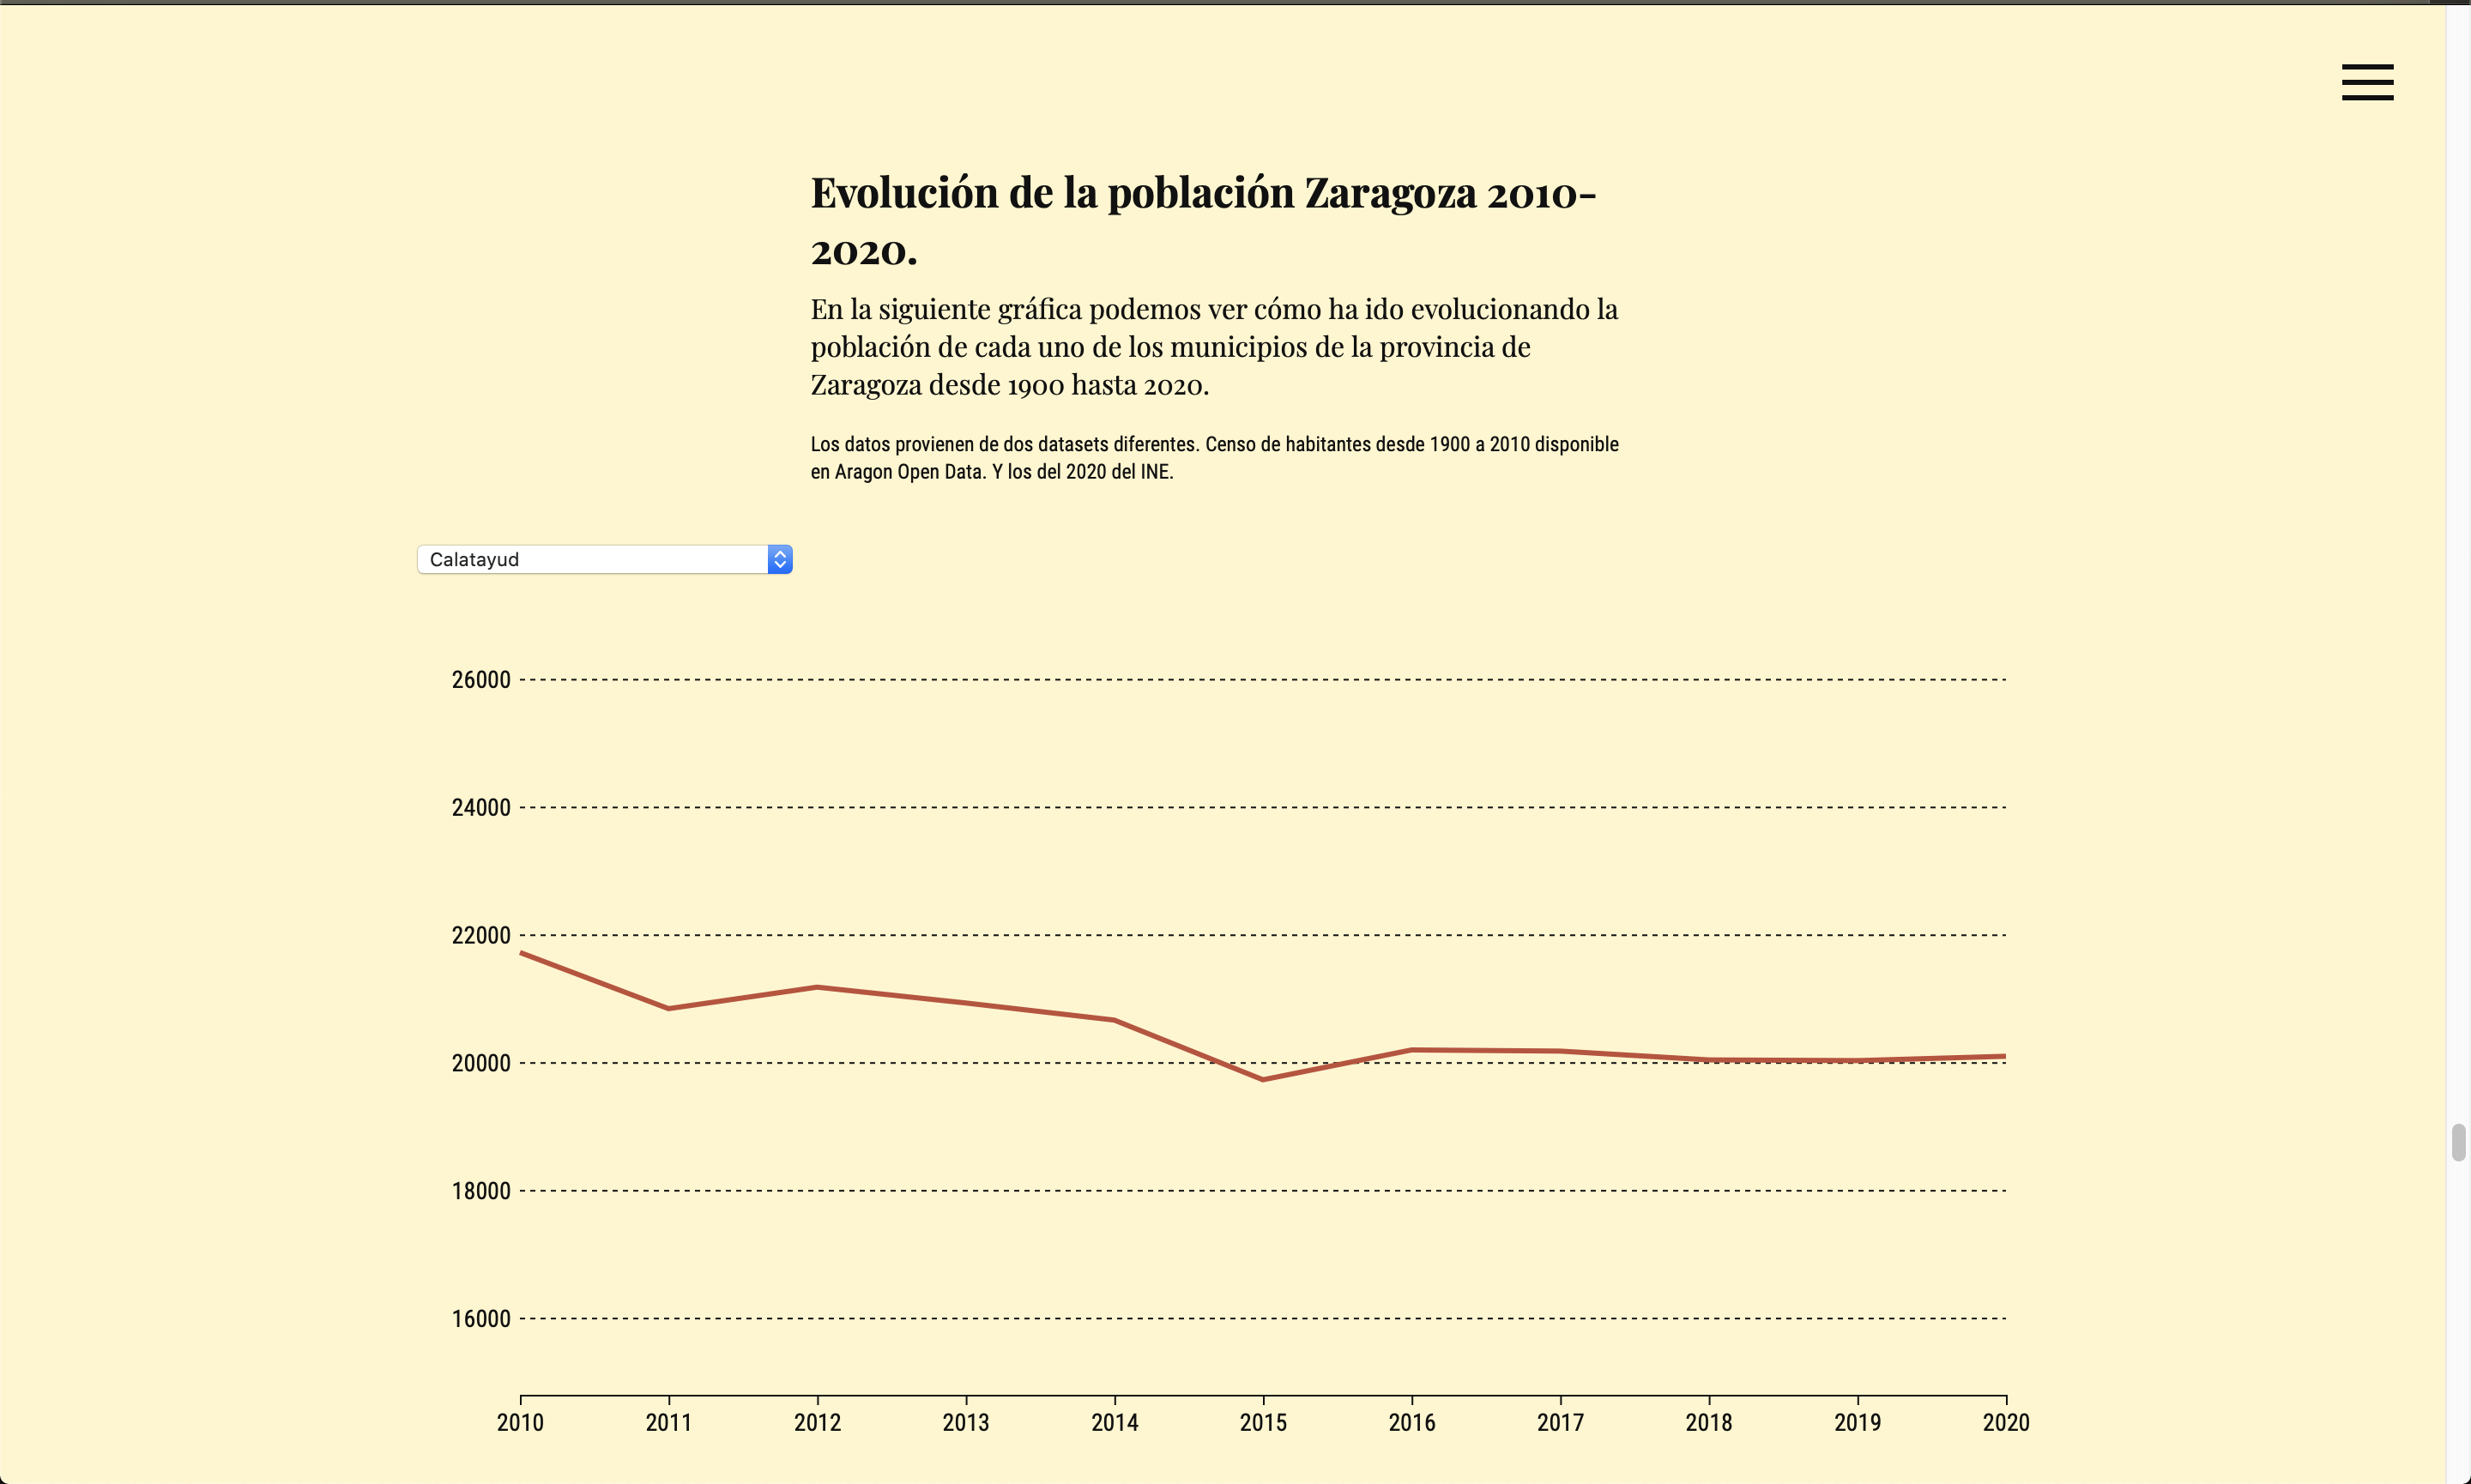 Evolución de la población Zaragoza 2010-
2020.
En la siguiente gráfica podemos ver cómo ha ido evolucionando la
población de cada uno de los municipios de la provincia de
Zaragoza desde 1900 hasta 2020.
Los datos provienen de dos datasets diferentes. Censo de habitantes desde 1900 a 2010 disponible
en Aragon Open Data. Y los del 2020 del INE.
Calatayud
26000
24000
22000
20000
18000
16000
2010 2011 2012 2013 2014 2015 2016 2017 2018 2019 2020